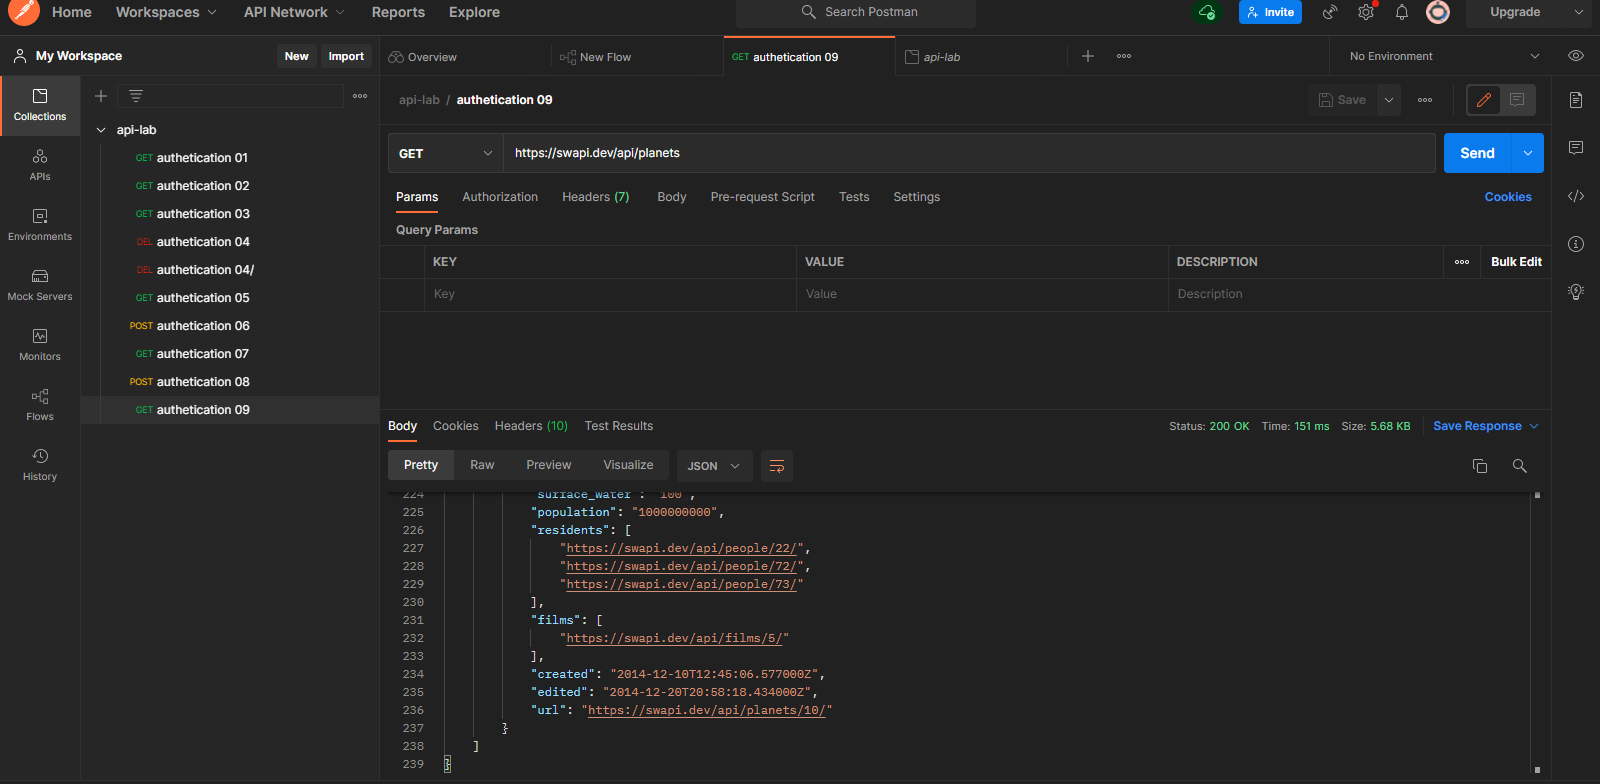 Home Workspaces API Network Reports Explore Search Postman Invite Upgrade
My Workspace New Import Overview New Flow GET authetication 09 api-lab No Environment
Collections
APIs
Environments
Mock Servers
Monitors
Flows
History
api-lab
GET authetication 01
GET authetication 02
GET authetication 03
DEL authetication 04
DEL authetication 04/
GET authetication 05
POST authetication 06
GET authetication 07
POST authetication 08
GET authetication 09
api-lab / authetication 09 Save
GET https://swapi.dev/api/planets Send
Params Authorization Headers (7) Body Pre-request Script Tests Settings Cookies
Query Params
KEY VALUE DESCRIPTION Bulk Edit
Key Value Description
Body Cookies Headers (10) Test Results Status: 200 OK Time: 151 ms Size: 5.68 KB Save Response
Pretty Raw Preview Visualize JSON
224 "surface_water": "100",
225 "population": "1000000000",
226 "residents": [
227 "https://swapi.dev/api/people/22/",
228 "https://swapi.dev/api/people/72/",
229 "https://swapi.dev/api/people/73/"
230 ],
231 "films": [
232 "https://swapi.dev/api/films/5/"
233 ],
234 "created": "2014-12-10T12:45:06.577000Z",
235 "edited": "2014-12-20T20:58:18.434000Z",
236 "url": "https://swapi.dev/api/planets/10/"
237 }
238 ]
239 }